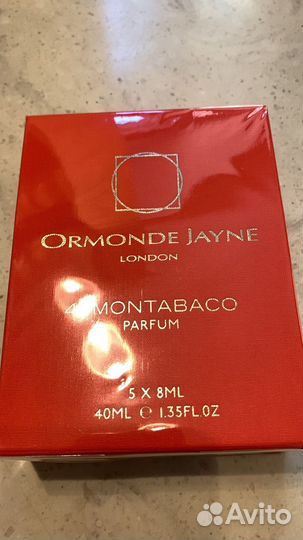 ORMONDE JAYNE
LONDON
MONTABACO
PARFUM
5 X 8ML
40ML ℮ 1.35FL.OZ
Avito